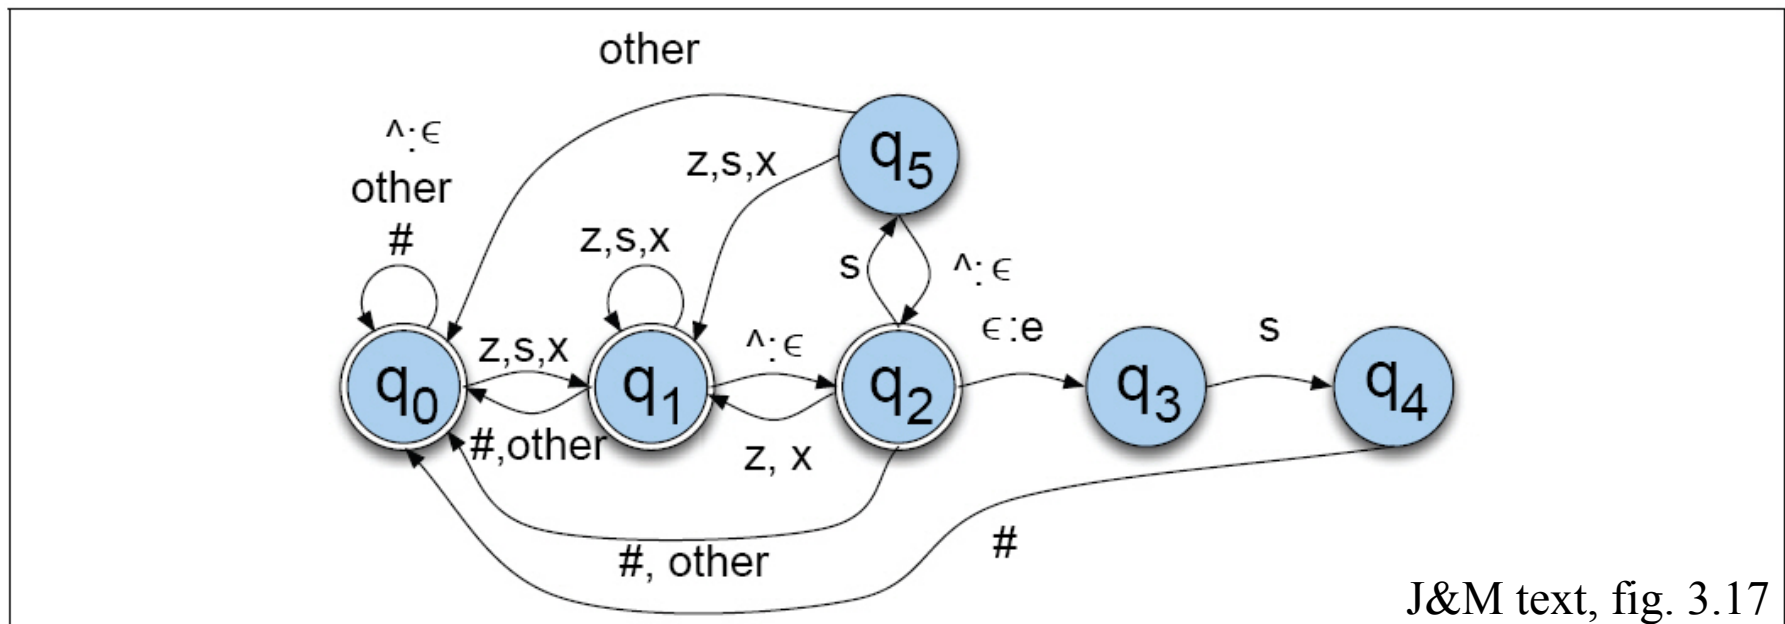 other
^:ϵ
other
#
z,s,x
z,s,x
z,s,x
#,other
^:ϵ
z, x
s
^:ϵ
ϵ:e
s
#, other
#
q0
q1
q2
q3
q4
q5
J&M text, fig. 3.17